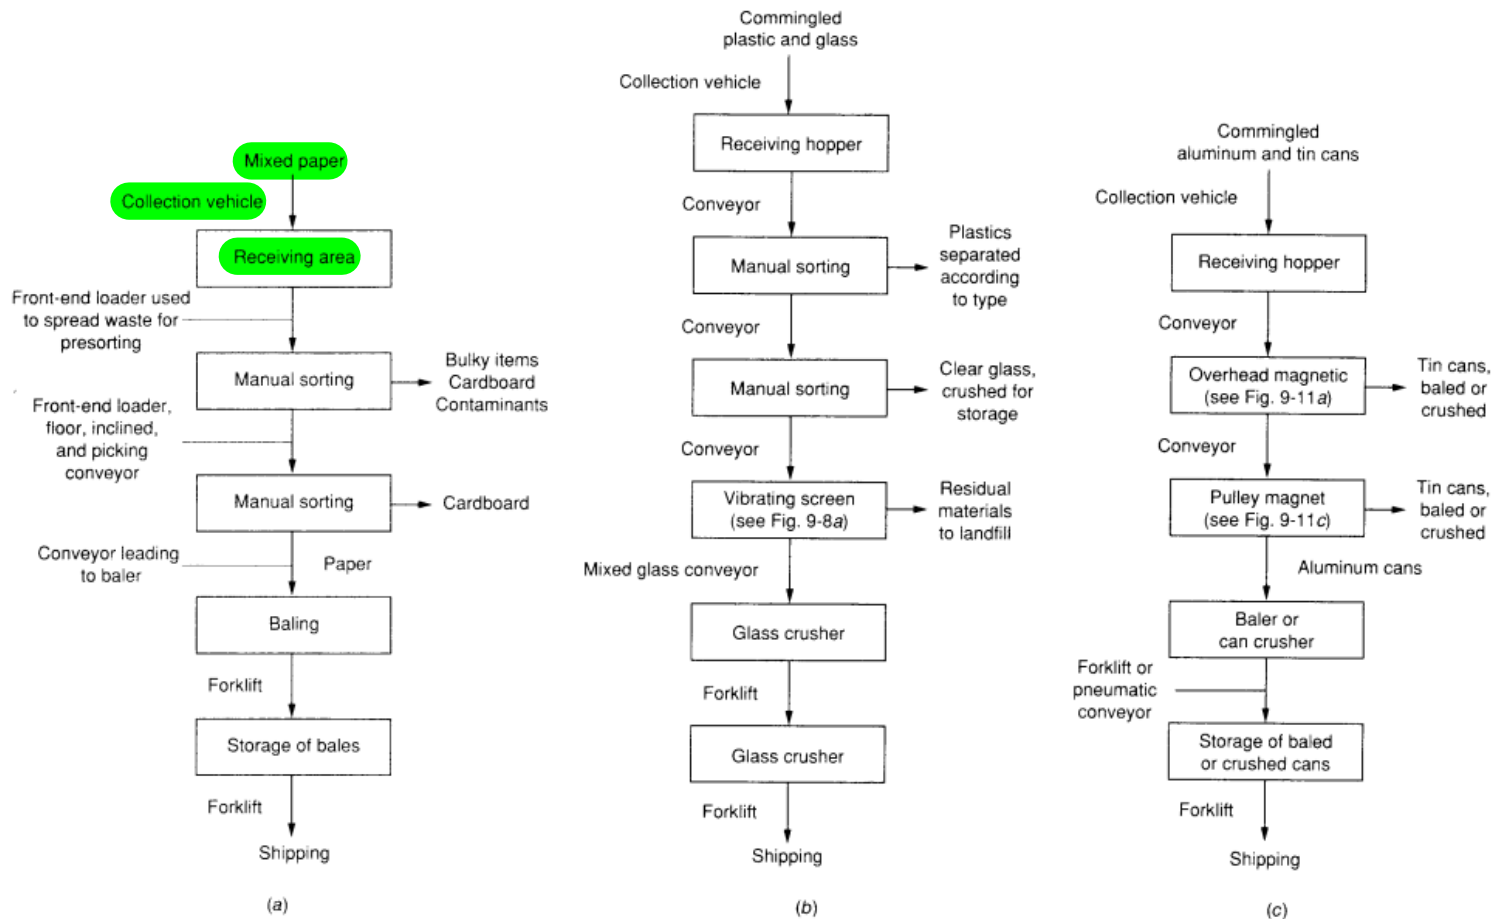 Mixed paper
Collection vehicle
Receiving area
Front-end loader used
to spread waste for
presorting
Manual sorting
Bulky items
Cardboard
Contaminants
Front-end loader,
floor, inclined,
and picking
conveyor
Manual sorting
Cardboard
Conveyor leading
to baler
Paper
Baling
Forklift
Storage of bales
Forklift
Shipping
(a)
Commingled
plastic and glass
Collection vehicle
Receiving hopper
Conveyor
Manual sorting
Plastics
separated
according
to type
Conveyor
Manual sorting
Clear glass,
crushed for
storage
Conveyor
Vibrating screen
(see Fig. 9-8a)
Residual
materials
to landfill
Mixed glass conveyor
Glass crusher
Forklift
Glass crusher
Forklift
Shipping
(b)
Commingled
aluminum and tin cans
Collection vehicle
Receiving hopper
Conveyor
Overhead magnetic
(see Fig. 9-11a)
Tin cans,
baled or
crushed
Conveyor
Pulley magnet
(see Fig. 9-11c)
Tin cans,
baled or
crushed
Aluminum cans
Baler or
can crusher
Forklift or
pneumatic
conveyor
Storage of baled
or crushed cans
Forklift
Shipping
(c)